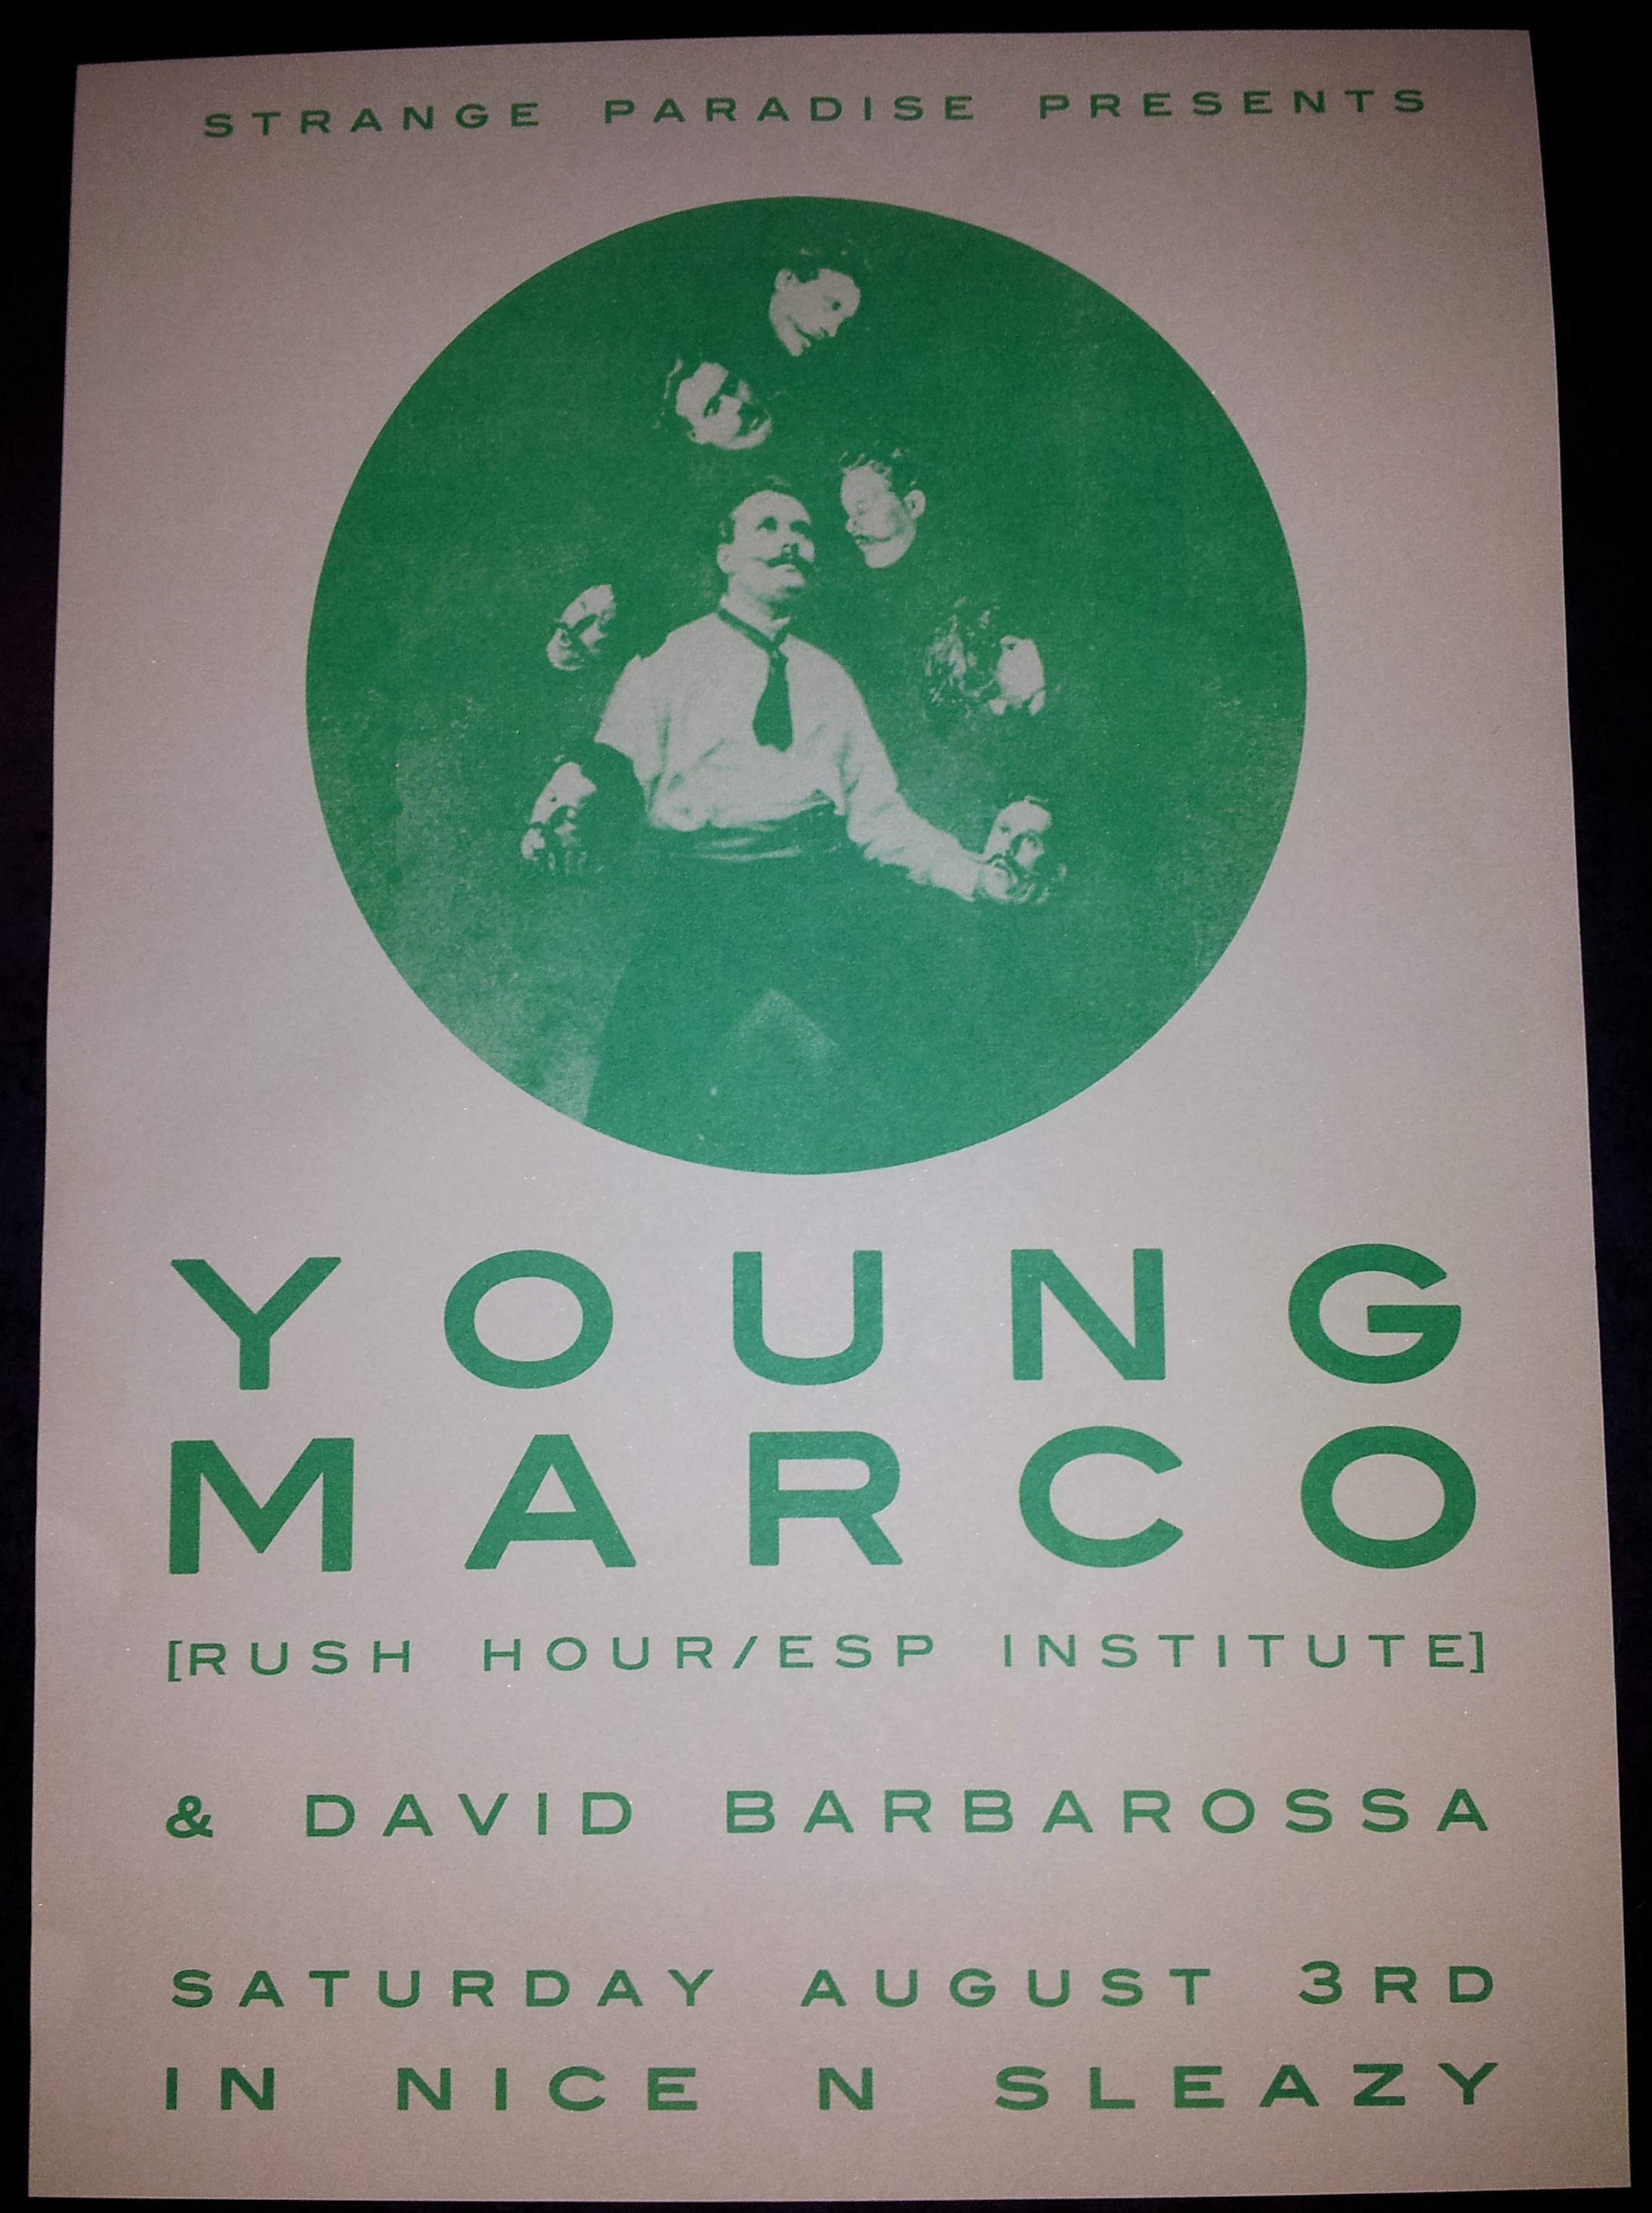 STRANGE PARADISE PRESENTS
YOUNG
MARCO
[RUSH HOUR/ESP INSTITUTE]
& DAVID BARBAROSSA
SATURDAY AUGUST 3RD
IN NICE N SLEAZY